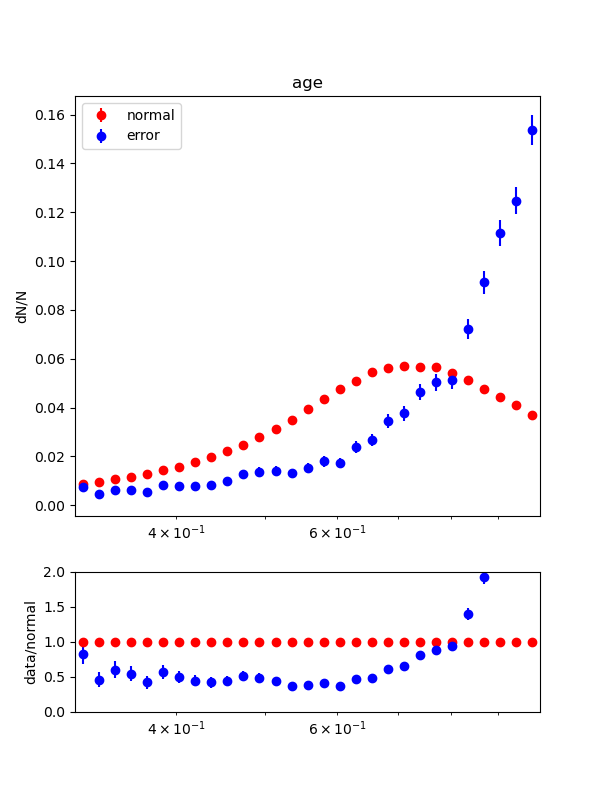 age
normal
error
dN/N
0.16
0.14
0.12
0.10
0.08
0.06
0.04
0.02
0.00
4 × 10⁻¹
6 × 10⁻¹
data/normal
2.0
1.5
1.0
0.5
0.0
4 × 10⁻¹
6 × 10⁻¹